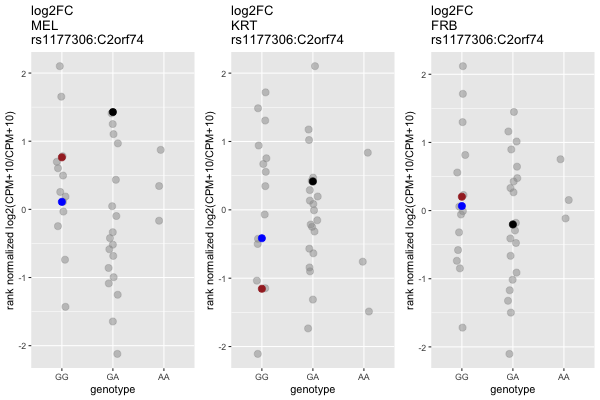 log2FC
MEL
rs1177306:C2orf74
rank normalized log2(CPM+10/CPM+10)
2
1
0
-1
-2
GG
GA
AA
genotype
log2FC
KRT
rs1177306:C2orf74
rank normalized log2(CPM+10/CPM+10)
2
1
0
-1
-2
GG
GA
AA
genotype
log2FC
FRB
rs1177306:C2orf74
rank normalized log2(CPM+10/CPM+10)
2
1
0
-1
-2
GG
GA
AA
genotype